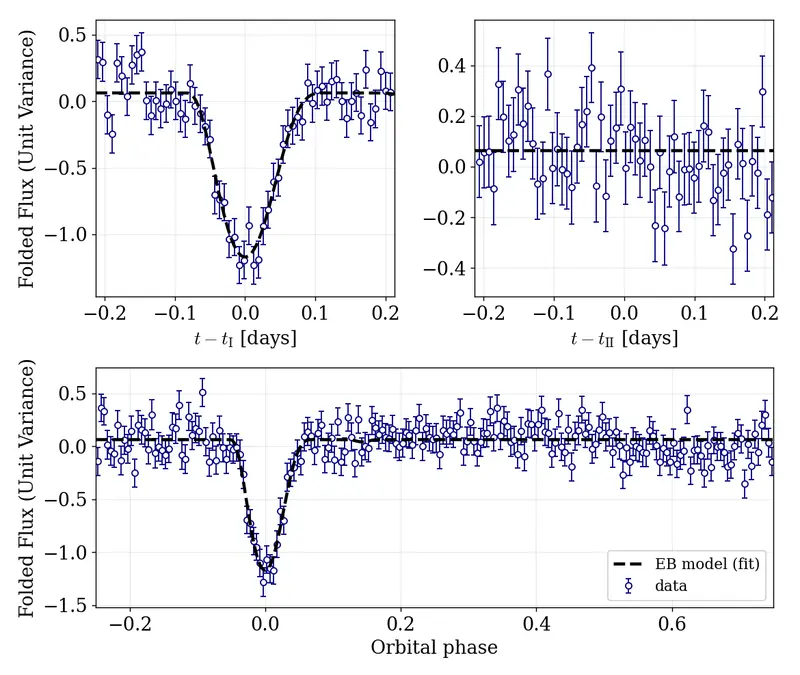 Folded Flux (Unit Variance)
0.5
0.0
−0.5
−1.0
−0.2 −0.1 0.0 0.1 0.2
t − tI [days]
0.4
0.2
0.0
−0.2
−0.4
−0.2 −0.1 0.0 0.1 0.2
t − tII [days]
Folded Flux (Unit Variance)
0.5
0.0
−0.5
−1.0
−1.5
EB model (fit)
data
−0.2 0.0 0.2 0.4 0.6
Orbital phase